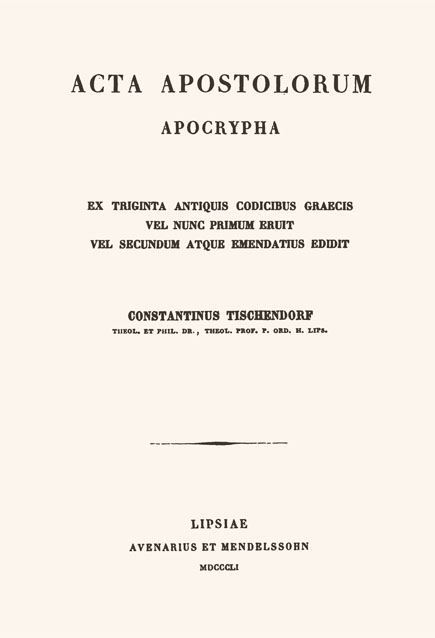 ACTA APOSTOLORUM
APOCRYPHA
EX TRIGINTA ANTIQUIS CODICIBUS GRAECIS
VEL NUNC PRIMUM ERUIT
VEL SECUNDUM ATQUE EMENDATIUS EDIDIT
CONSTANTINUS TISCHENDORF
THEOL. ET PHIL. DR., THEOL. PROF. P. ORD. H. LIPS.
LIPSIAE
AVENARIUS ET MENDELSSOHN
MDCCCLI